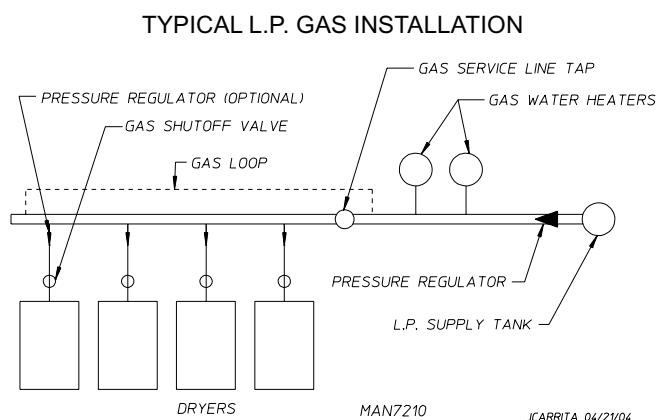 TYPICAL L.P. GAS INSTALLATION
GAS SERVICE LINE TAP
PRESSURE REGULATOR (OPTIONAL)
GAS WATER HEATERS
GAS SHUTOFF VALVE
GAS LOOP
PRESSURE REGULATOR
L.P. SUPPLY TANK
DRYERS
MAN7210
JCARRITA 04/21/04